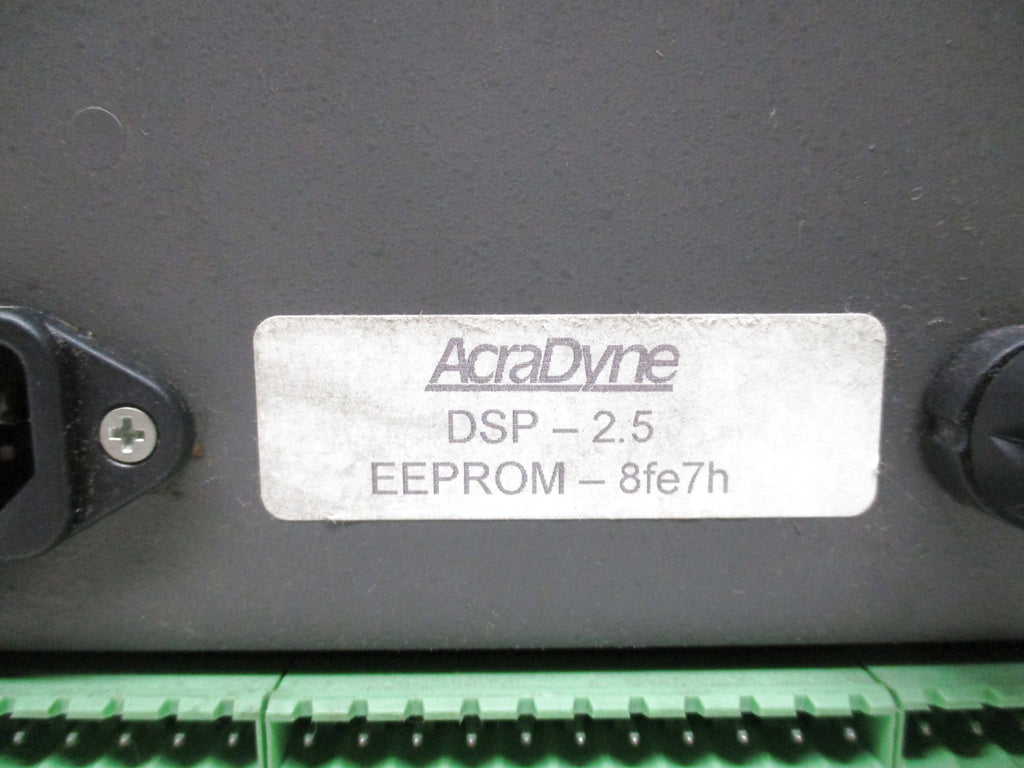 AcraDyne
DSP – 2.5
EEPROM – 8fe7h